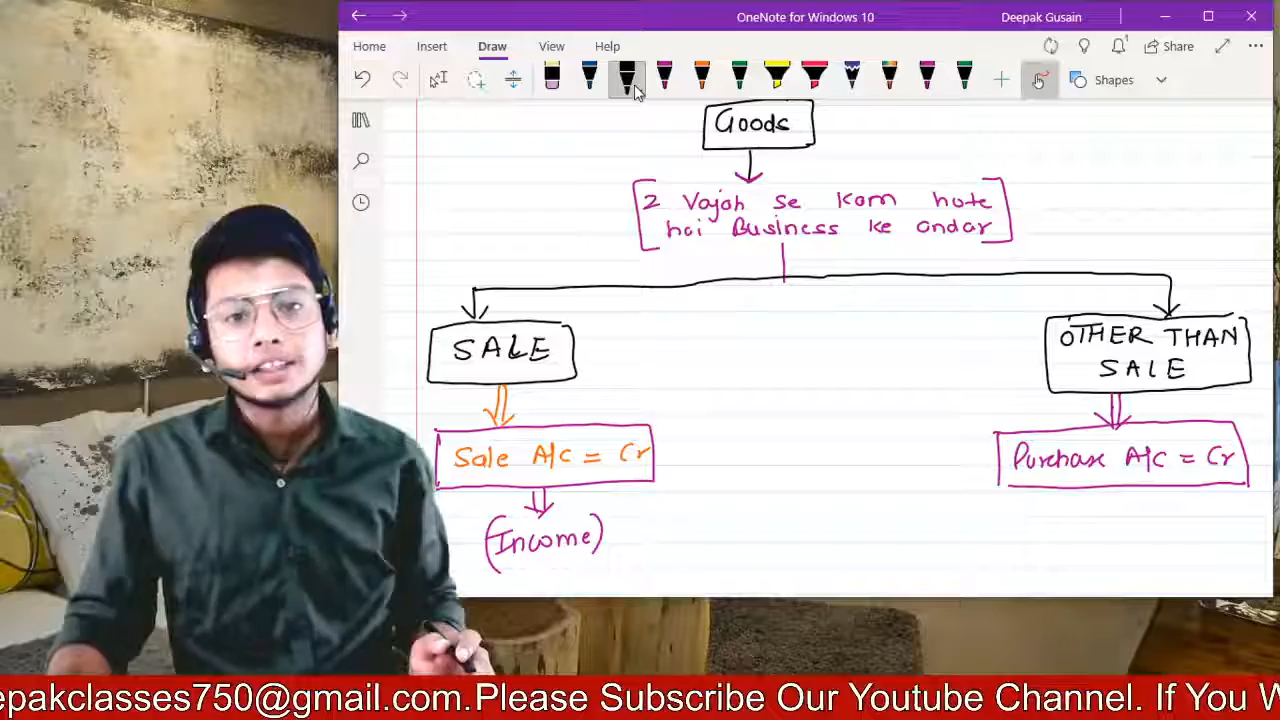 OneNote for Windows 10
Deepak Gusain
Home Insert Draw View Help
Share
Shapes
Goods
2 Vajah se Kam hote
hai Business ke andar
SALE
OTHER THAN
SALE
Sale A/C = Cr
Purchase A/C = Cr
(Income)
epakclasses750@gmail.com.Please Subscribe Our Youtube Channel. If You W